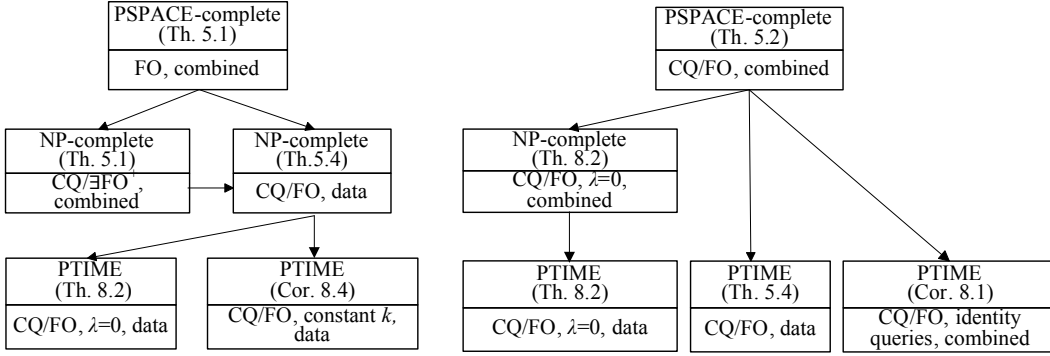 PSPACE-complete
(Th. 5.1)
FO, combined
NP-complete
(Th. 5.1)
CQ/∃FO⁺,
combined
NP-complete
(Th.5.4)
CQ/FO, data
PTIME
(Th. 8.2)
CQ/FO, λ=0, data
PTIME
(Cor. 8.4)
CQ/FO, constant k,
data
PSPACE-complete
(Th. 5.2)
CQ/FO, combined
NP-complete
(Th. 8.2)
CQ/FO, λ=0,
combined
PTIME
(Th. 8.2)
CQ/FO, λ=0, data
PTIME
(Th. 5.4)
CQ/FO, data
PTIME
(Cor. 8.1)
CQ/FO, identity
queries, combined